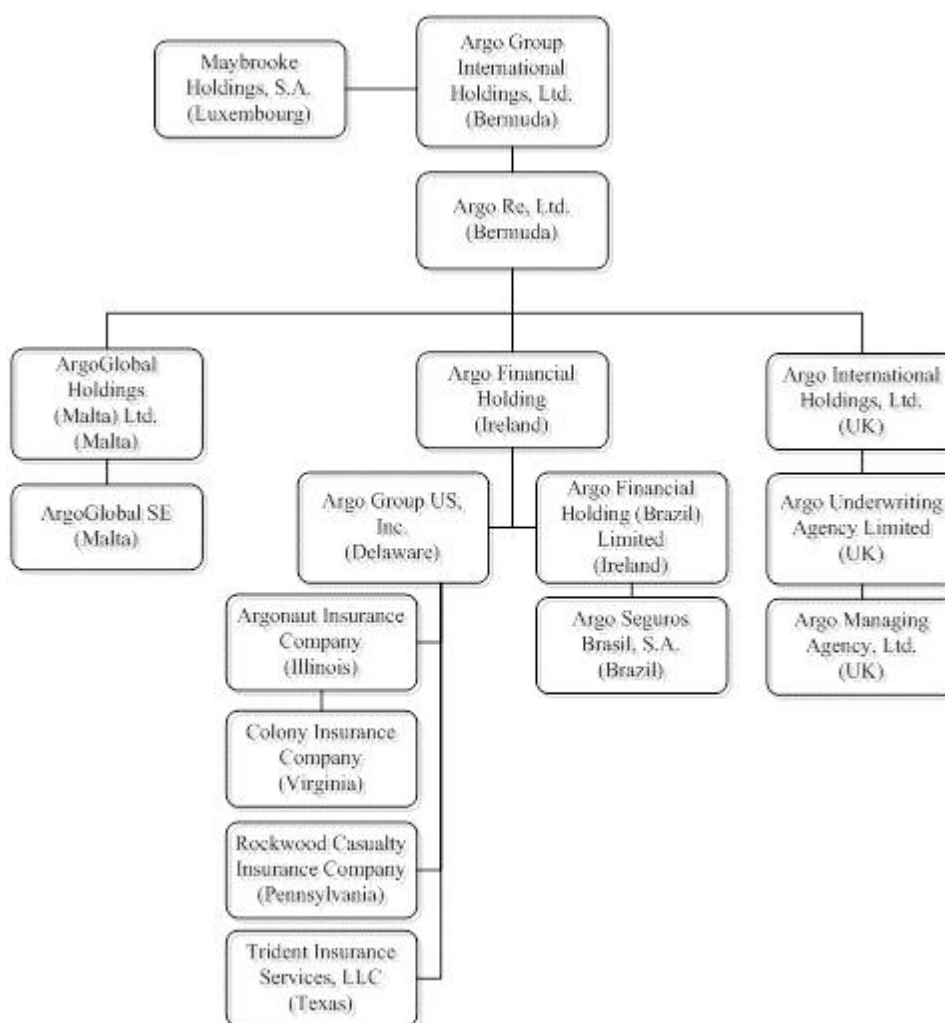 Maybrooke
Holdings, S.A.
(Luxembourg)
Argo Group
International
Holdings, Ltd.
(Bermuda)
Argo Re, Ltd.
(Bermuda)
ArgoGlobal
Holdings
(Malta) Ltd.
(Malta)
Argo Financial
Holding
(Ireland)
Argo International
Holdings, Ltd.
(UK)
ArgoGlobal SE
(Malta)
Argo Group US,
Inc.
(Delaware)
Argo Financial
Holding (Brazil)
Limited
(Ireland)
Argo Underwriting
Agency Limited
(UK)
Argonaut Insurance
Company
(Illinois)
Argo Seguros
Brasil, S.A.
(Brazil)
Argo Managing
Agency, Ltd.
(UK)
Colony Insurance
Company
(Virginia)
Rockwood Casualty
Insurance Company
(Pennsylvania)
Trident Insurance
Services, LLC
(Texas)